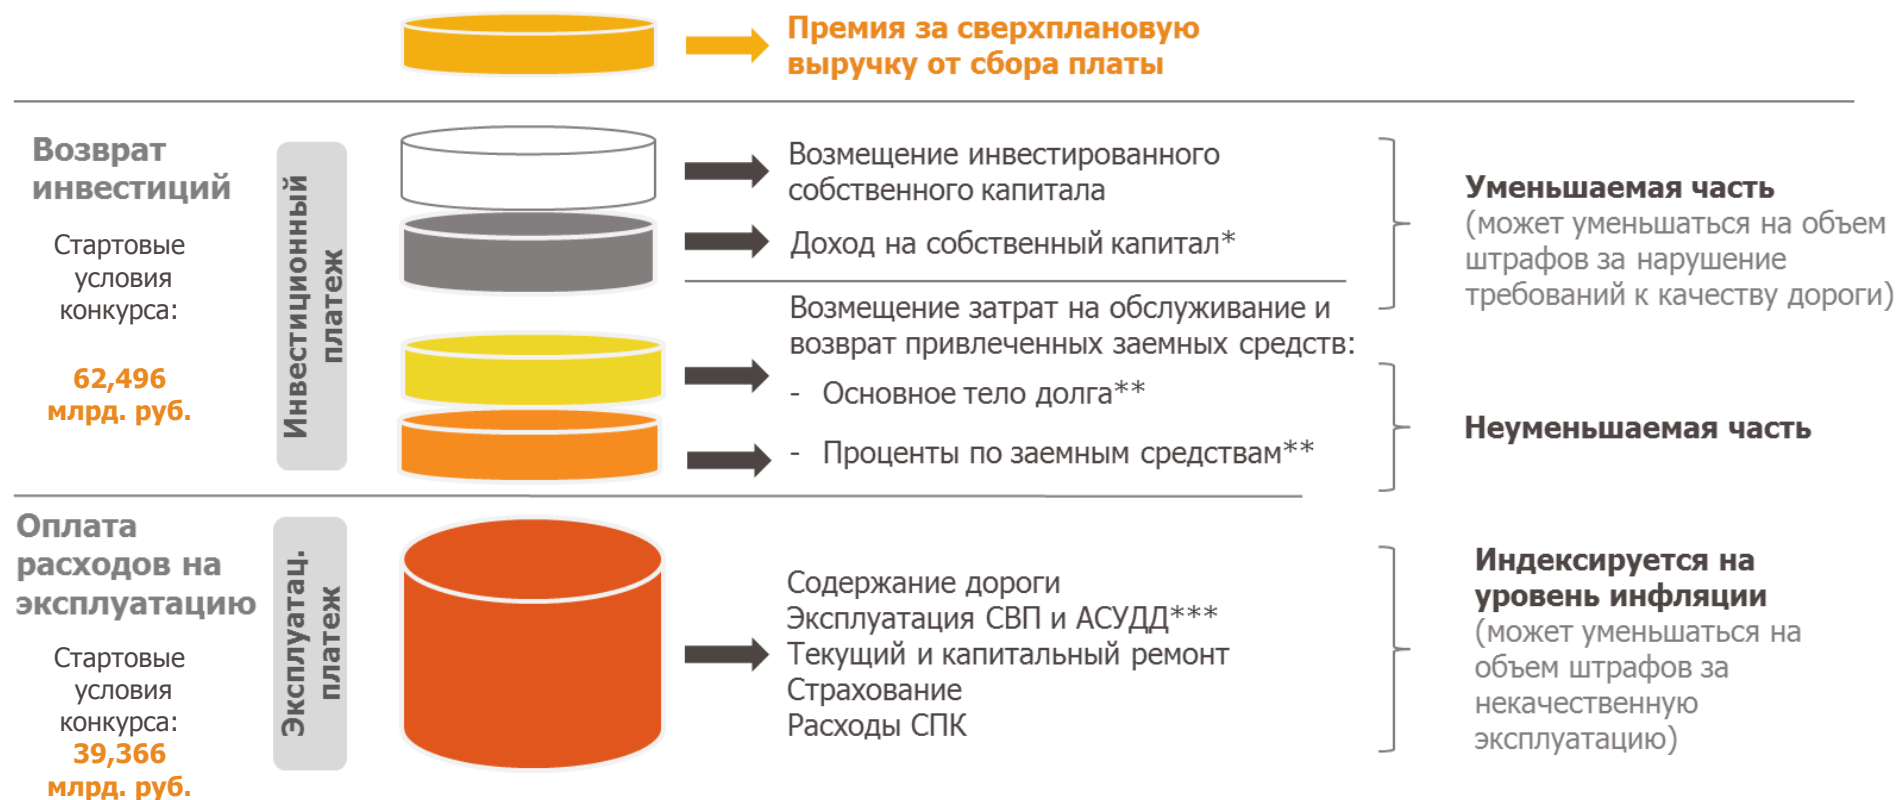 Премия за сверхплановую
выручку от сбора платы
Возврат
инвестиций
Стартовые
условия
конкурса:
62,496
млрд. руб.
Инвестиционный
платеж
Возмещение инвестированного
собственного капитала
Доход на собственный капитал*
Возмещение затрат на обслуживание и
возврат привлеченных заемных средств:
- Основное тело долга**
- Проценты по заемным средствам**
Уменьшаемая часть
(может уменьшаться на объем
штрафов за нарушение
требований к качеству дороги)
Неуменьшаемая часть
Оплата
расходов на
эксплуатацию
Стартовые
условия
конкурса:
39,366
млрд. руб.
Эксплуатац.
платеж
Содержание дороги
Эксплуатация СВП и АСУДД***
Текущий и капитальный ремонт
Страхование
Расходы СПК
Индексируется на
уровень инфляции
(может уменьшаться на
объем штрафов за
некачественную
эксплуатацию)